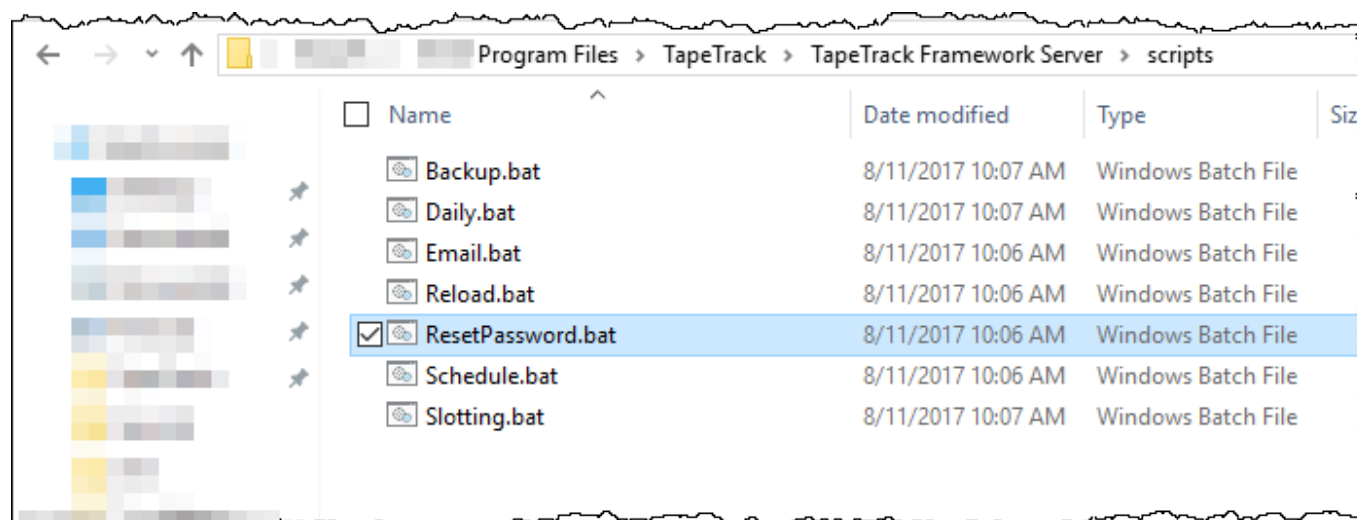 Program Files > TapeTrack > TapeTrack Framework Server > scripts
Name Date modified Type Siz
Backup.bat 8/11/2017 10:07 AM Windows Batch File
Daily.bat 8/11/2017 10:07 AM Windows Batch File
Email.bat 8/11/2017 10:06 AM Windows Batch File
Reload.bat 8/11/2017 10:06 AM Windows Batch File
ResetPassword.bat 8/11/2017 10:06 AM Windows Batch File
Schedule.bat 8/11/2017 10:06 AM Windows Batch File
Slotting.bat 8/11/2017 10:07 AM Windows Batch File